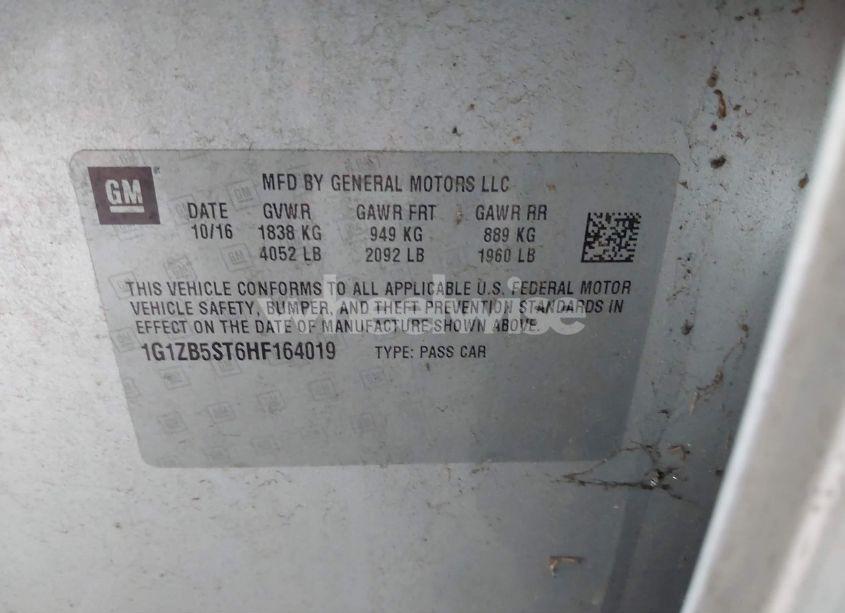 GM
MFD BY GENERAL MOTORS LLC
DATE GVWR GAWR FRT GAWR RR
10/16 1838 KG 949 KG 889 KG
4052 LB 2092 LB 1960 LB
THIS VEHICLE CONFORMS TO ALL APPLICABLE U.S. FEDERAL MOTOR
VEHICLE SAFETY, BUMPER, AND THEFT PREVENTION STANDARDS IN
EFFECT ON THE DATE OF MANUFACTURE SHOWN ABOVE.
1G1ZB5ST6HF164019 TYPE: PASS CAR